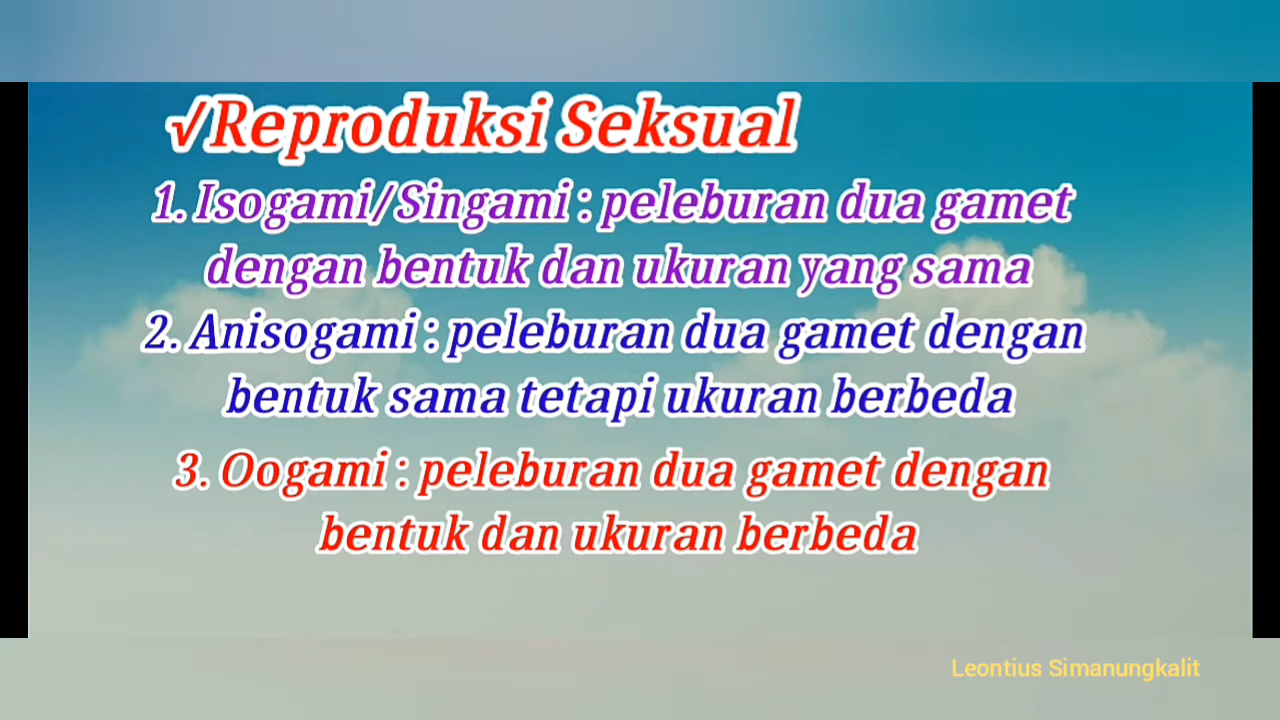 √Reproduksi Seksual
1. Isogami/Singami : peleburan dua gamet
dengan bentuk dan ukuran yang sama
2. Anisogami : peleburan dua gamet dengan
bentuk sama tetapi ukuran berbeda
3. Oogami : peleburan dua gamet dengan
bentuk dan ukuran berbeda
Leontius Simanungkalit